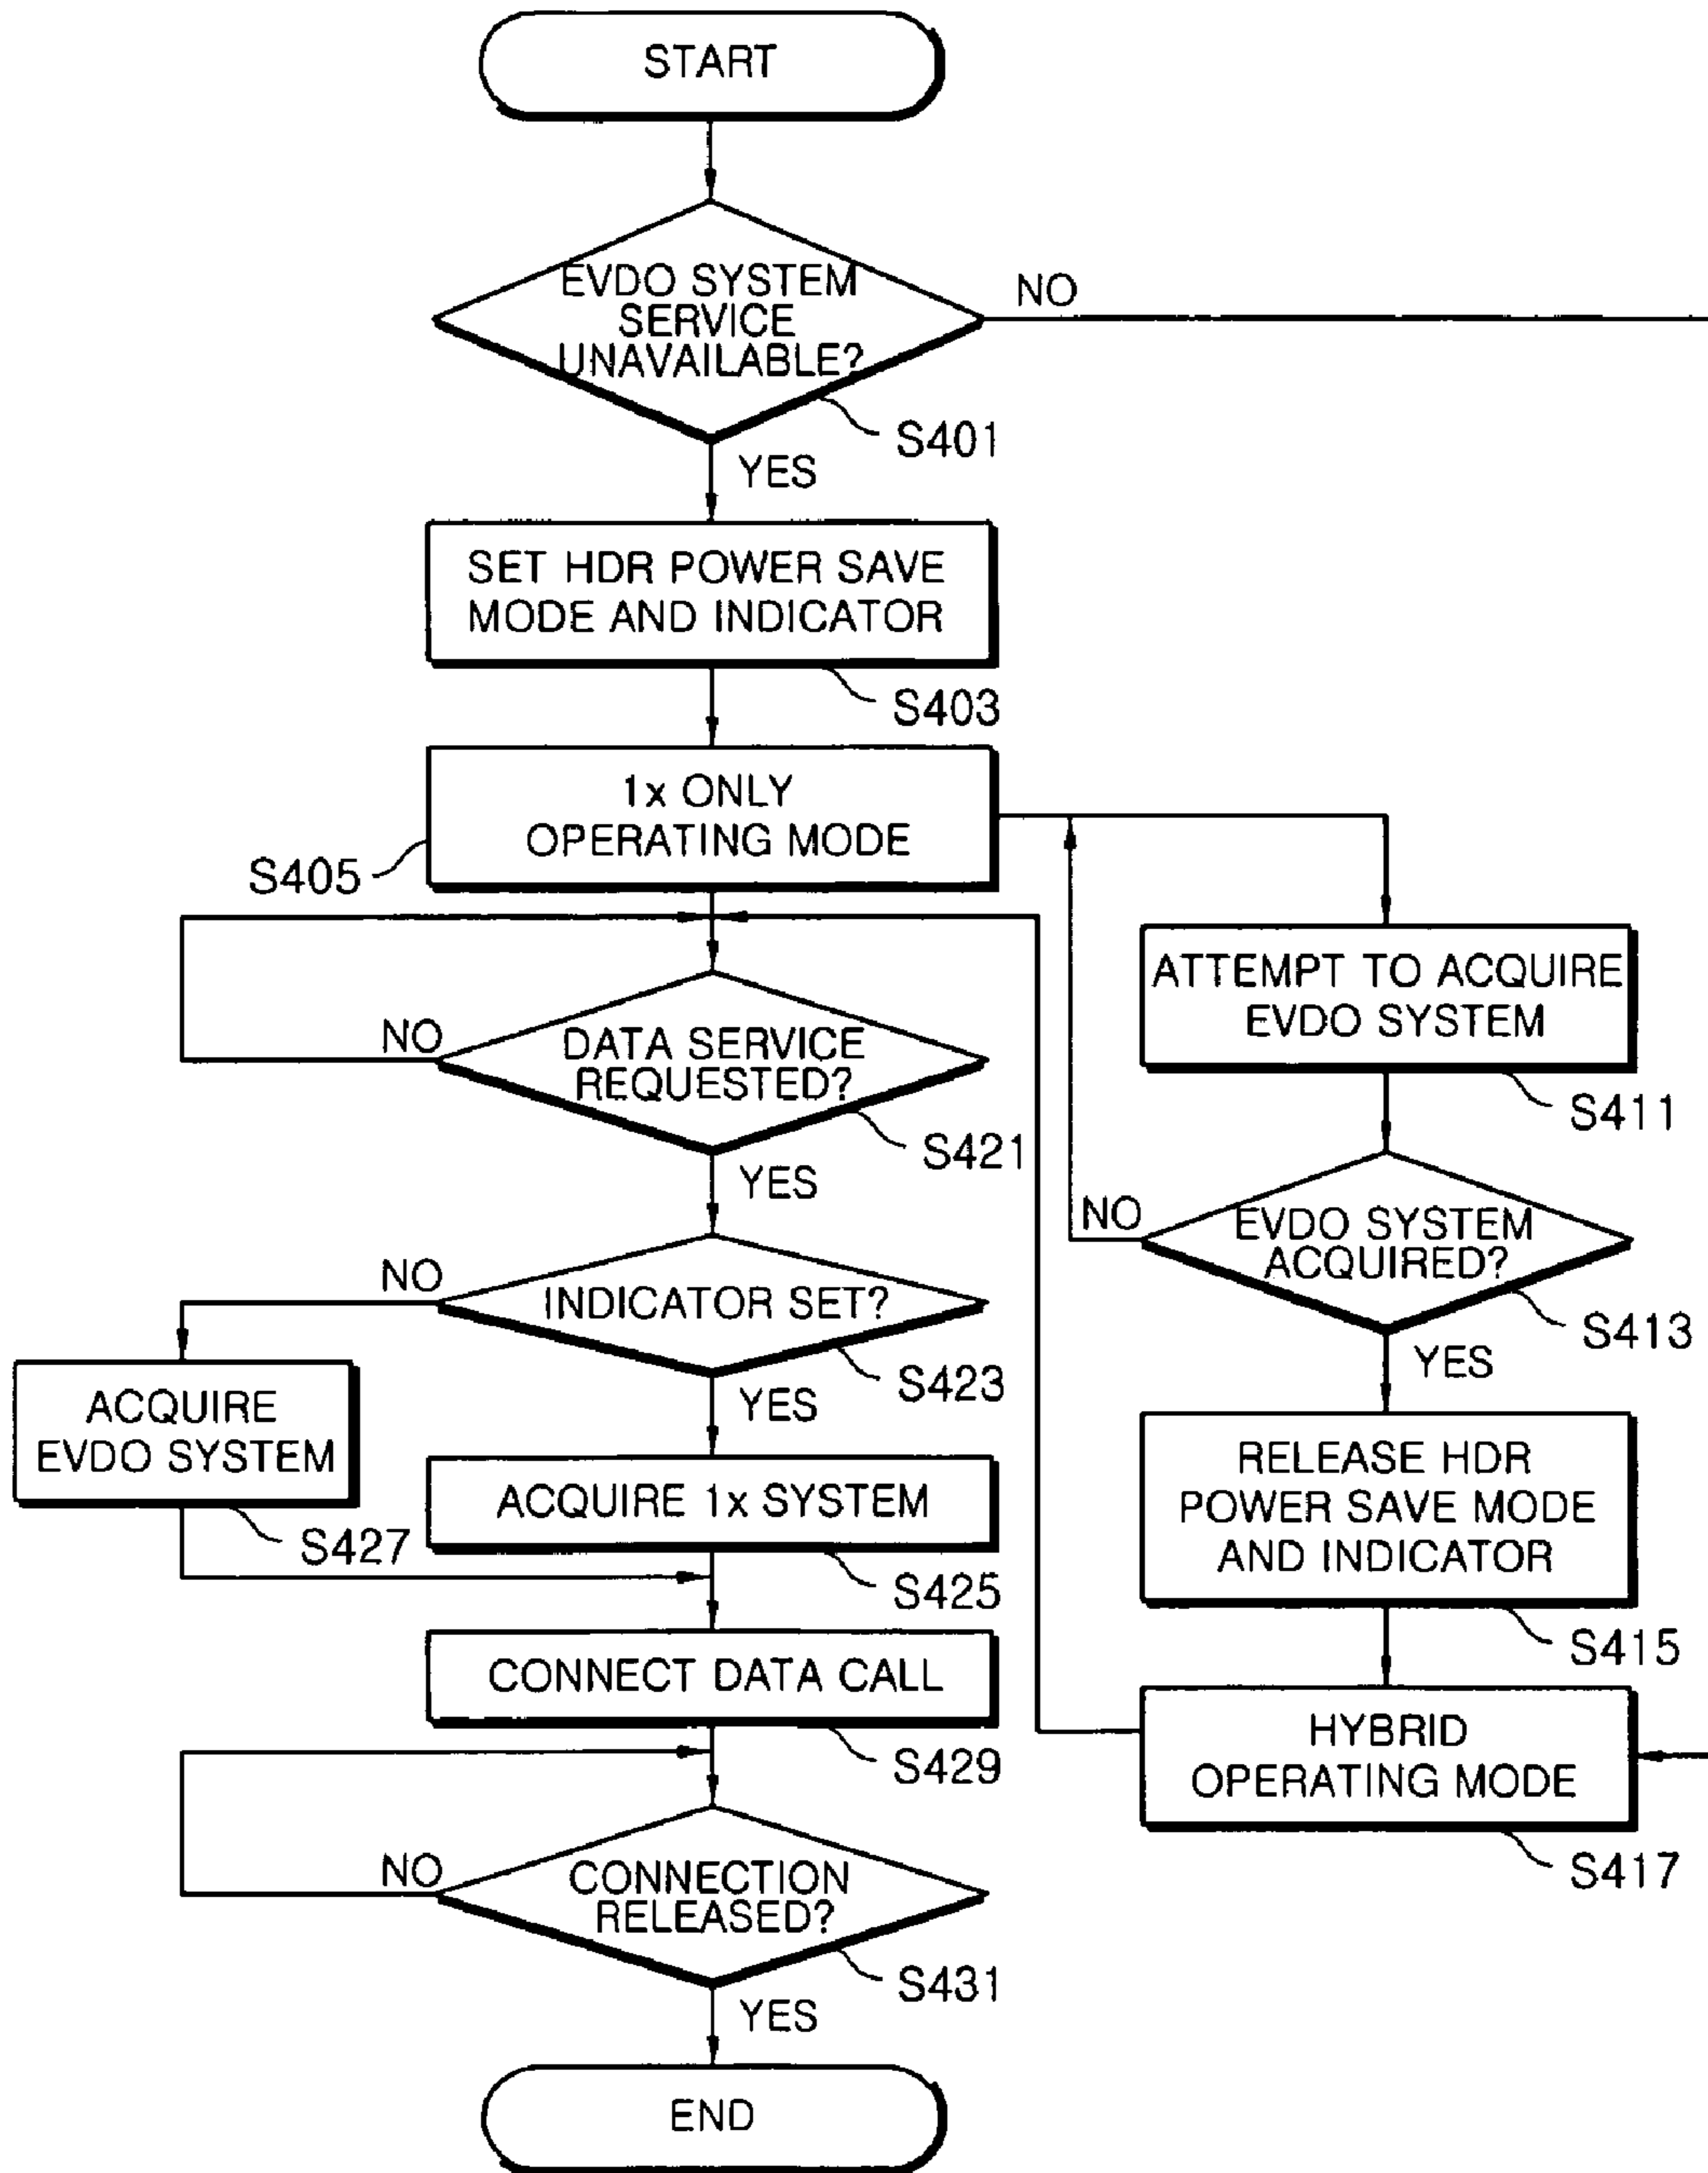 START
EVDO SYSTEM
SERVICE
UNAVAILABLE?
NO
S401
YES
SET HDR POWER SAVE
MODE AND INDICATOR
S403
1x ONLY
OPERATING MODE
S405
ATTEMPT TO ACQUIRE
EVDO SYSTEM
S411
NO
DATA SERVICE
REQUESTED?
S421
YES
NO
EVDO SYSTEM
ACQUIRED?
S413
YES
NO
INDICATOR SET?
S423
YES
ACQUIRE
EVDO SYSTEM
S427
ACQUIRE 1x SYSTEM
S425
RELEASE HDR
POWER SAVE MODE
AND INDICATOR
S415
CONNECT DATA CALL
S429
HYBRID
OPERATING MODE
S417
NO
CONNECTION
RELEASED?
S431
YES
END